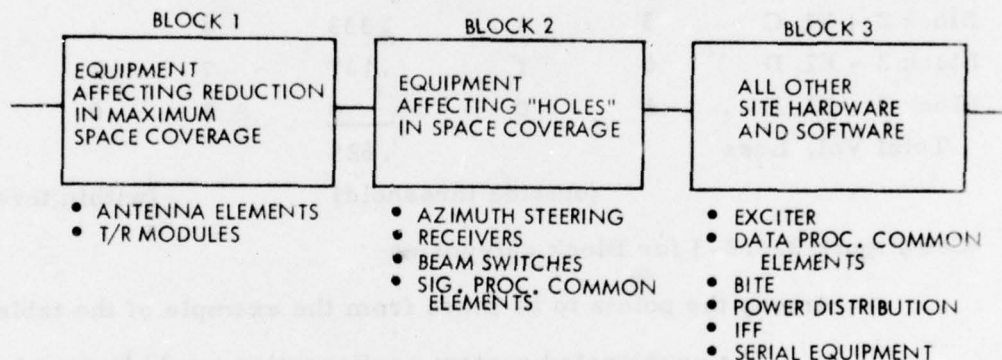 BLOCK 1
EQUIPMENT
AFFECTING REDUCTION
IN MAXIMUM
SPACE COVERAGE
• ANTENNA ELEMENTS
• T/R MODULES
BLOCK 2
EQUIPMENT
AFFECTING "HOLES"
IN SPACE COVERAGE
• AZIMUTH STEERING
• RECEIVERS
• BEAM SWITCHES
• SIG. PROC. COMMON
ELEMENTS.
BLOCK 3
ALL OTHER
SITE HARDWARE
AND SOFTWARE
• EXCITER
• DATA PROC. COMMON
ELEMENTS
• BITE
• POWER DISTRIBUTION
• IFF
• SERIAL EQUIPMENT